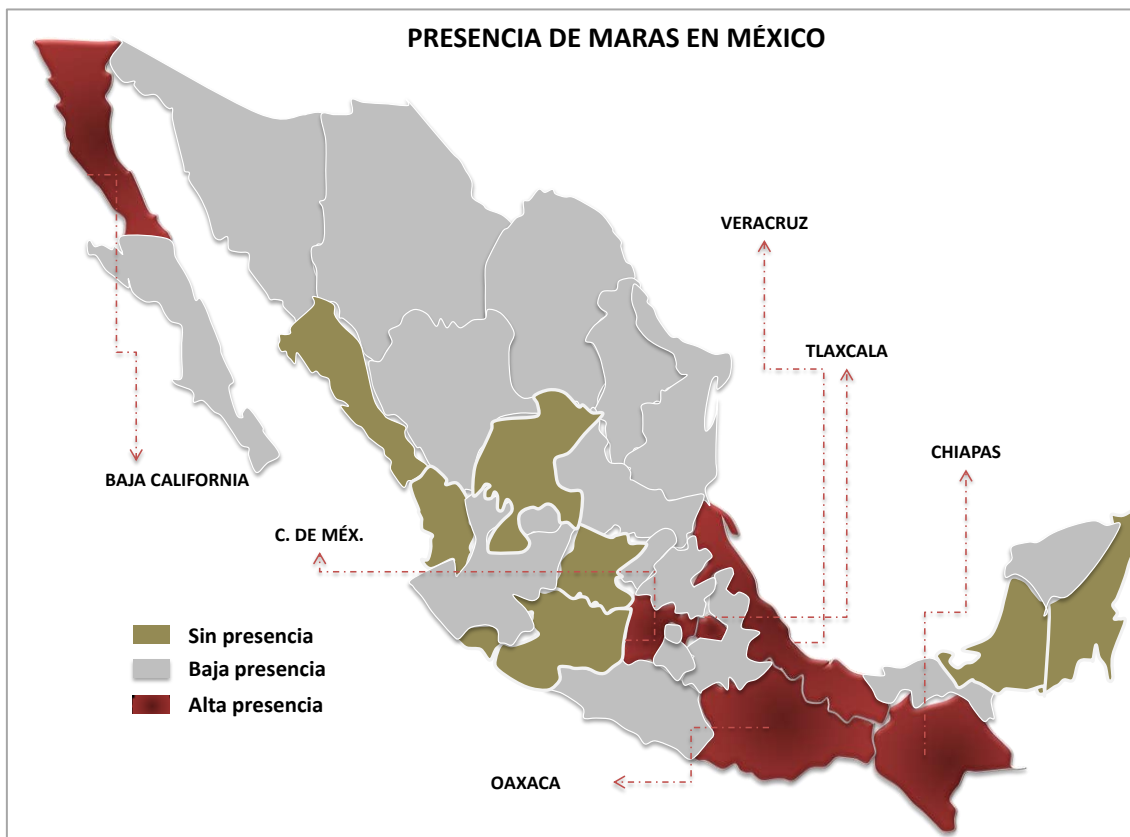 PRESENCIA DE MARAS EN MÉXICO
VERACRUZ
TLAXCALA
CHIAPAS
BAJA CALIFORNIA
C. DE MÉX.
Sin presencia
Baja presencia
Alta presencia
OAXACA